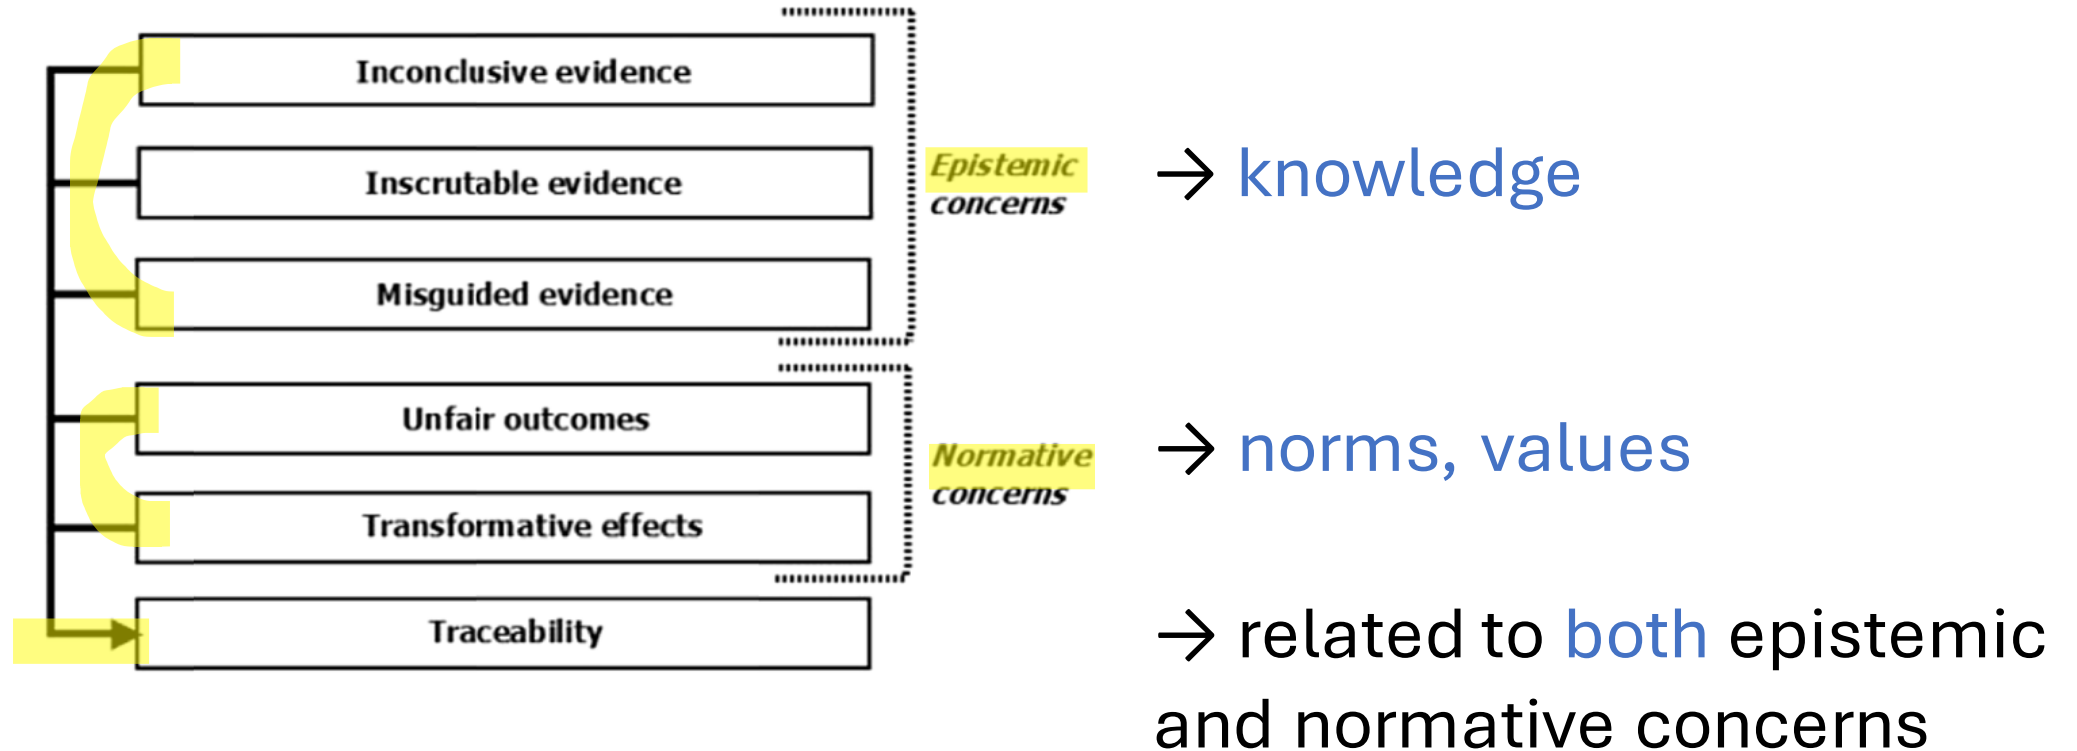 Inconclusive evidence
Inscrutable evidence
Epistemic
concerns
→ knowledge
Misguided evidence
Unfair outcomes
Normative
concerns
→ norms, values
Transformative effects
Traceability
→ related to both epistemic
and normative concerns